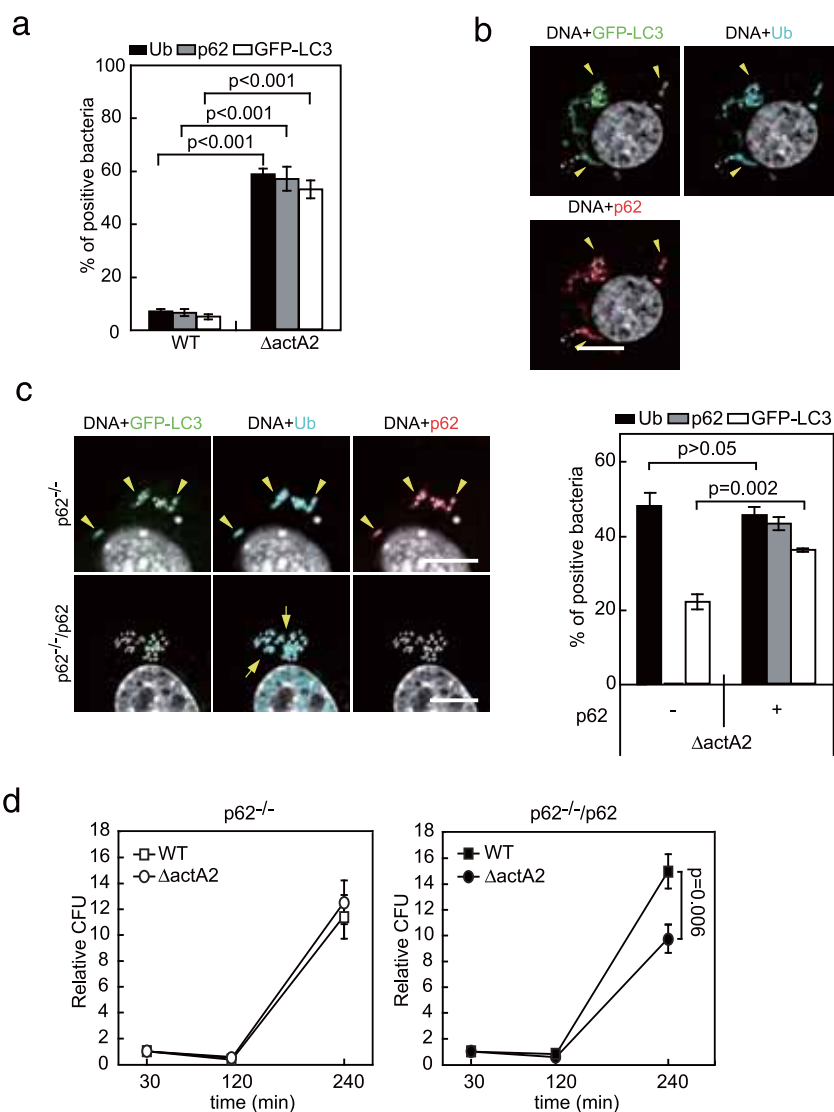 a
Ub p62 GFP-LC3
100
80
60
40
20
0
% of positive bacteria
p<0.001
p<0.001
p<0.001
WT ΔactA2
b
DNA+GFP-LC3 DNA+Ub
DNA+p62
c
DNA+GFP-LC3 DNA+Ub DNA+p62
p62-/-
p62-/-/p62
Ub p62 GFP-LC3
60
40
20
0
% of positive bacteria
p>0.05
p=0.002
p62 - +
ΔactA2
d
p62-/-
18
16
14
12
10
8
6
4
2
0
Relative CFU
WT
ΔactA2
30 120 240
time (min)
p62-/-/p62
18
16
14
12
10
8
6
4
2
0
Relative CFU
WT
ΔactA2
p=0.006
30 120 240
time (min)